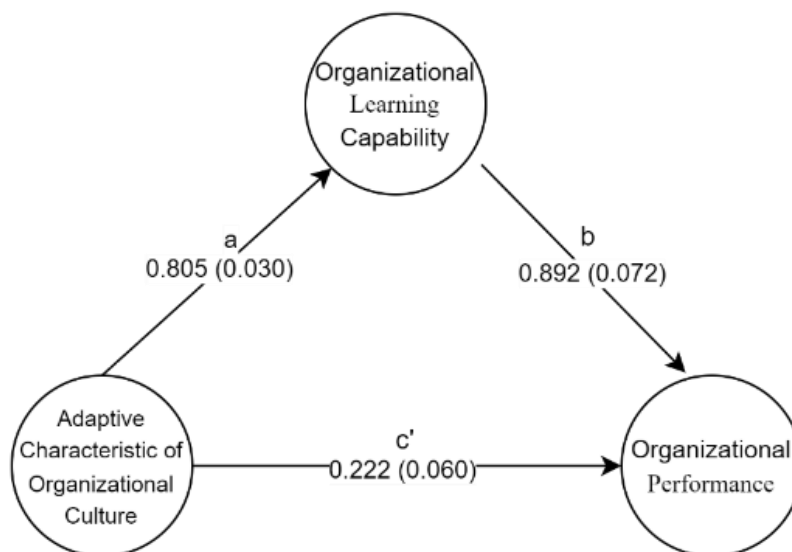 Organizational
Learning
Capability
a
0.805 (0.030)
b
0.892 (0.072)
Adaptive
Characteristic of
Organizational
Culture
c'
0.222 (0.060)
Organizational
Performance